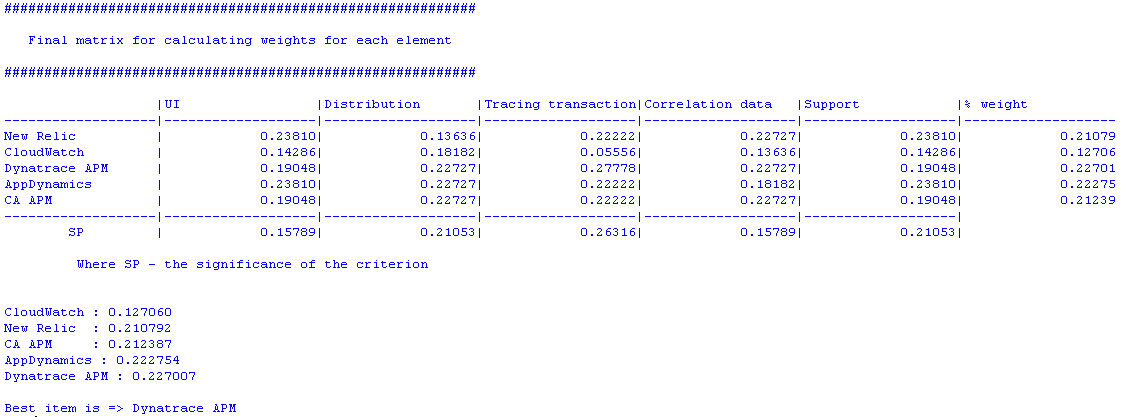 ###########################################################
Final matrix for calculating weights for each element
###########################################################
|UI |Distribution |Tracing transaction|Correlation data |Support |% weight
-------------------|-------------------|-------------------|-------------------|-------------------|-------------------|-------------------
New Relic | 0.23810| 0.13636| 0.22222| 0.22727| 0.23810| 0.21079
CloudWatch | 0.14286| 0.18182| 0.05556| 0.13636| 0.14286| 0.12706
Dynatrace APM | 0.19048| 0.22727| 0.27778| 0.22727| 0.19048| 0.22701
AppDynamics | 0.23810| 0.22727| 0.22222| 0.18182| 0.23810| 0.22275
CA APM | 0.19048| 0.22727| 0.22222| 0.22727| 0.19048| 0.21239
-------------------|-------------------|-------------------|-------------------|-------------------|-------------------|
SP | 0.15789| 0.21053| 0.26316| 0.15789| 0.21053|
Where SP - the significance of the criterion
CloudWatch : 0.127060
New Relic : 0.210792
CA APM : 0.212387
AppDynamics : 0.222754
Dynatrace APM : 0.227007
Best item is => Dynatrace APM